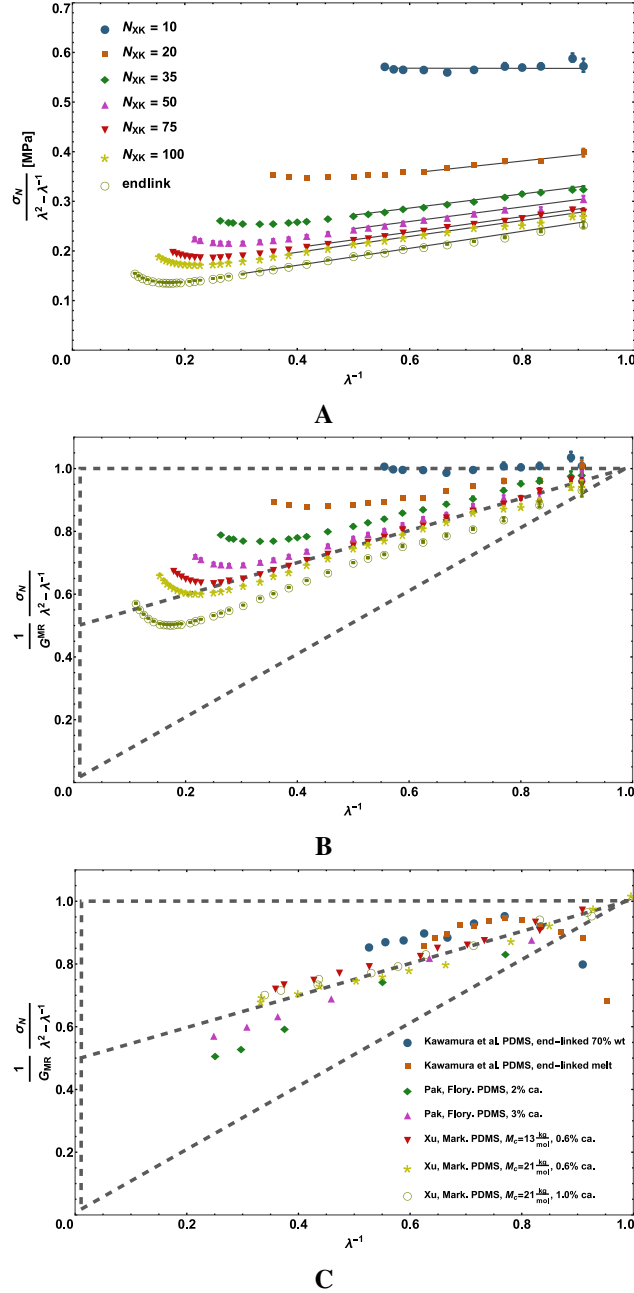 0.7
0.6
0.5
0.4
0.3
0.2
0.1
σ_N / (λ² − λ⁻¹) [MPa]
N_XK = 10
N_XK = 20
N_XK = 35
N_XK = 50
N_XK = 75
N_XK = 100
endlink
0.0 0.2 0.4 0.6 0.8 1.0
λ⁻¹
A
1.0
0.8
0.6
0.4
0.2
1/G^MR σ_N / (λ² − λ⁻¹)
0.0 0.2 0.4 0.6 0.8 1.0
λ⁻¹
B
1.0
0.8
0.6
0.4
0.2
1/G_MR σ_N / (λ² − λ⁻¹)
Kawamura et al. PDMS, end-linked 70% wt
Kawamura et al. PDMS, end-linked melt
Pak, Flory. PDMS, 2% ca.
Pak, Flory. PDMS, 3% ca.
Xu, Mark. PDMS, M_c=13 kg/mol, 0.6% ca.
Xu, Mark. PDMS, M_c=21 kg/mol, 0.6% ca.
Xu, Mark. PDMS, M_c=21 kg/mol, 1.0% ca.
0.0 0.2 0.4 0.6 0.8 1.0
λ⁻¹
C